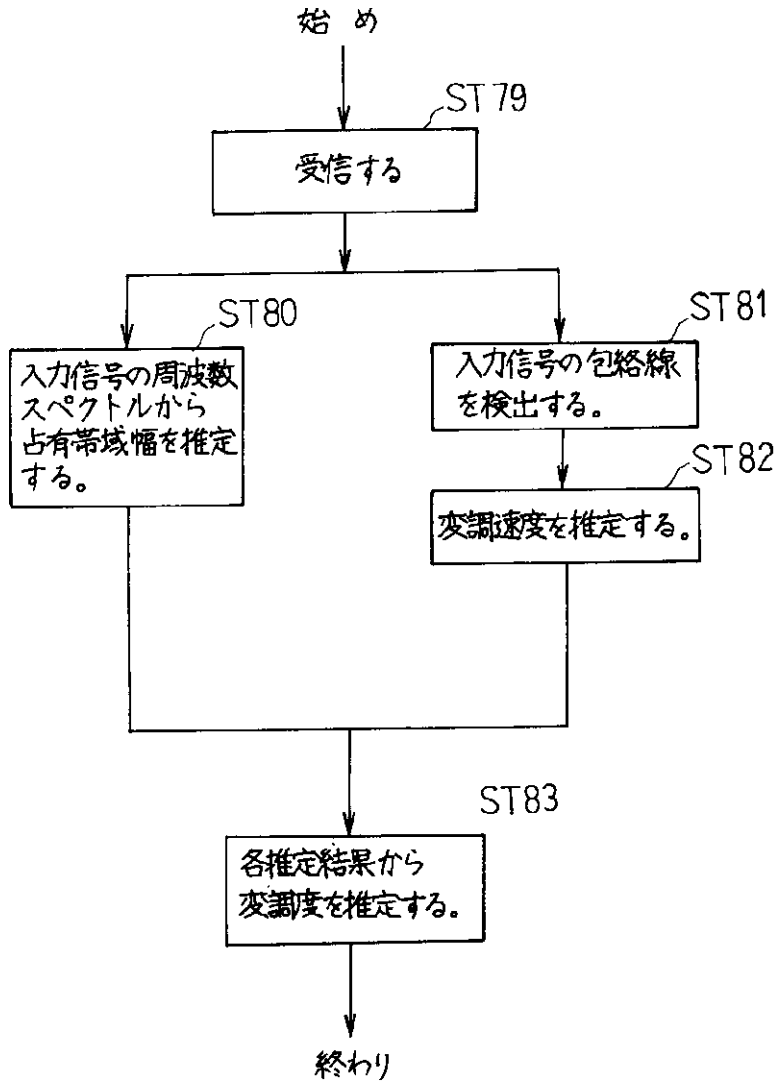 始め
ST79
受信する
ST80
入力信号の周波数
スペクトルから
占有帯域幅を推定
する。
ST81
入力信号の包絡線
を検出する。
ST82
変調速度を推定する。
ST83
各推定結果から
変調度を推定する。
終わり